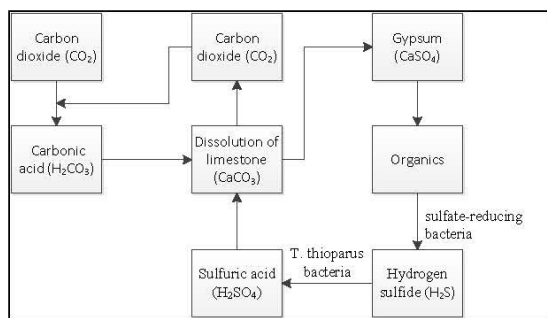 Carbon
dioxide (CO₂)
Carbon
dioxide (CO₂)
Gypsum
(CaSO₄)
Carbonic
acid (H₂CO₃)
Dissolution of
limestone
(CaCO₃)
Organics
sulfate-reducing
bacteria
T. thioparus
bacteria
Sulfuric acid
(H₂SO₄)
Hydrogen
sulfide (H₂S)